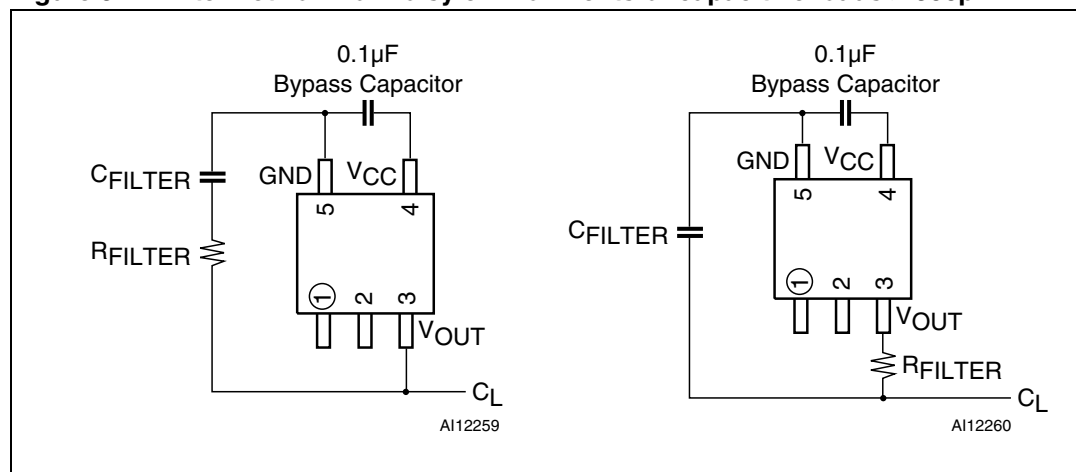 0.1µF
Bypass Capacitor
GND
VCC
CFILTER
5
4
RFILTER
1
2
3
VOUT
CL
AI12259
0.1µF
Bypass Capacitor
GND
VCC
5
4
CFILTER
1
2
3
VOUT
RFILTER
CL
AI12260